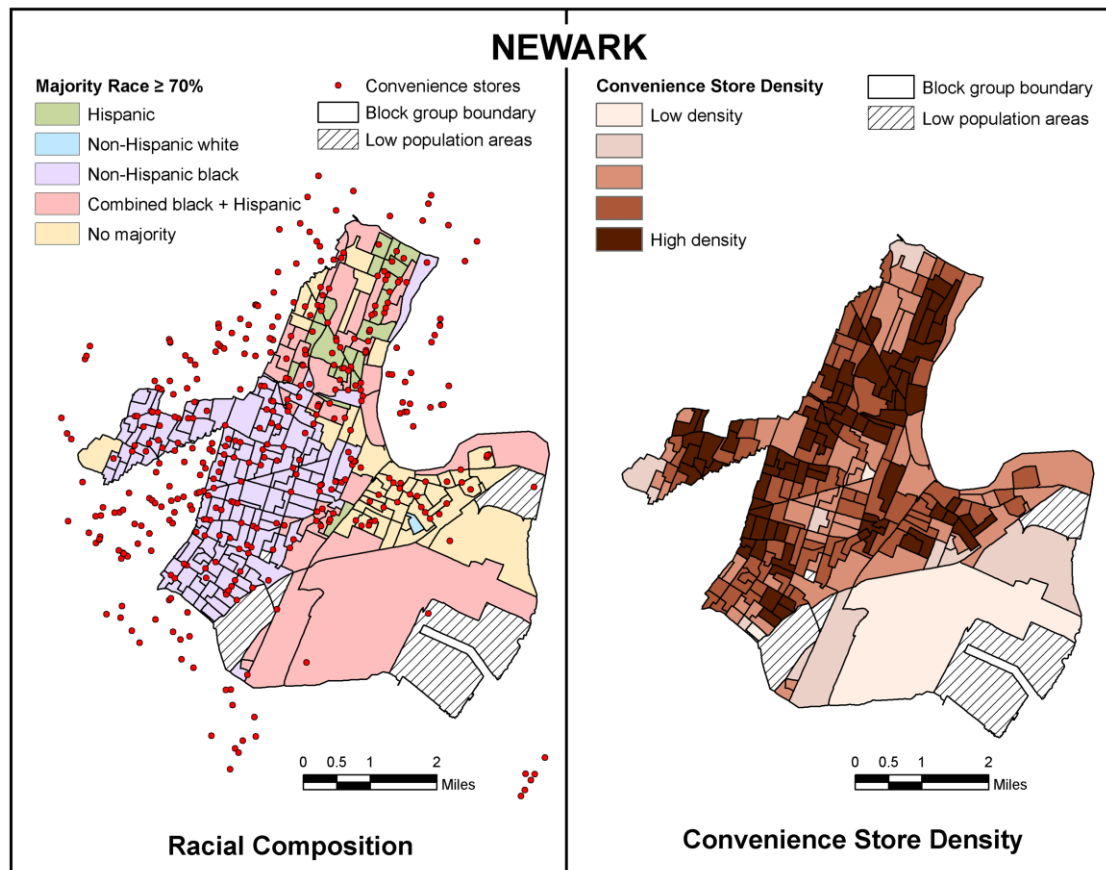 NEWARK
Majority Race ≥ 70%
Hispanic
Non-Hispanic white
Non-Hispanic black
Combined black + Hispanic
No majority
Convenience stores
Block group boundary
Low population areas
0 0.5 1 2
Miles
Racial Composition
Convenience Store Density
Low density
High density
Block group boundary
Low population areas
0 0.5 1 2
Miles
Convenience Store Density